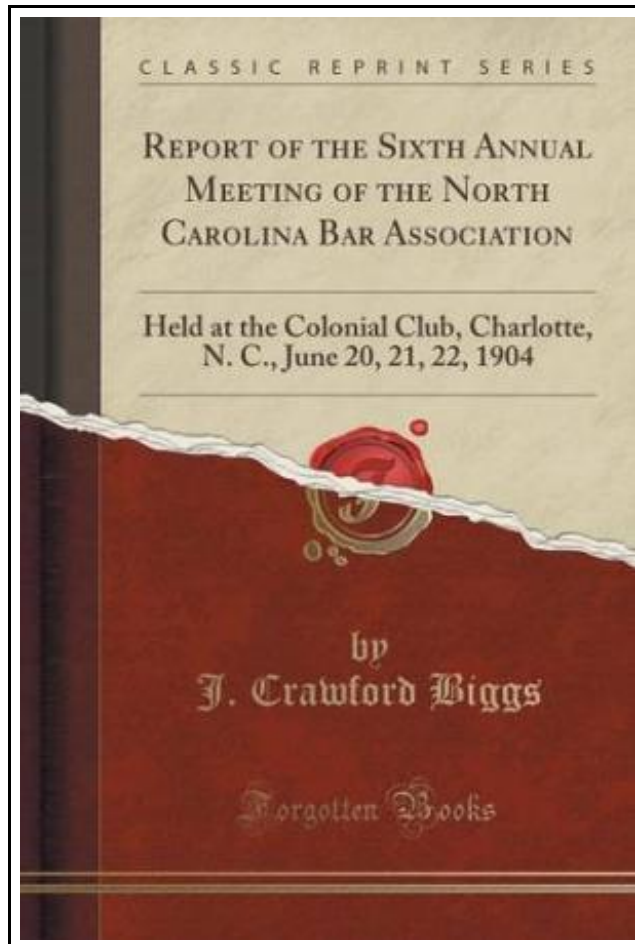 CLASSIC REPRINT SERIES
REPORT OF THE SIXTH ANNUAL
MEETING OF THE NORTH
CAROLINA BAR ASSOCIATION
Held at the Colonial Club, Charlotte,
N. C., June 20, 21, 22, 1904
F
by
J. Crawford Biggs
Forgotten Books